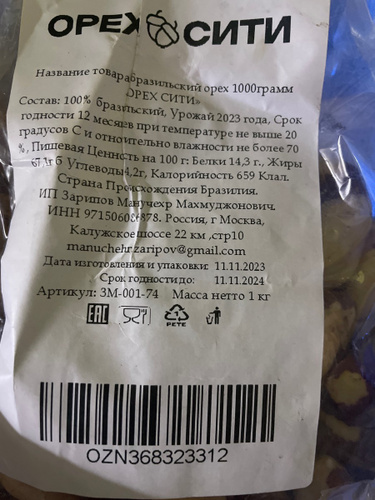 ОРЕХ СИТИ
Название товара бразильский орех 1000грамм
ОРЕХ СИТИ»
Состав: 100% бразильский, Урожай 2023 года, Срок
годности 12 месяцев при температуре не выше 20
градусов С и относительно влажности не более 70
%, Пищевая Ценность на 100 г: Белки 14,3 г., Жиры
Углеводы 4,2г, Калорийность 659 Клал.
Страна Происхождения Бразилия.
ИП Зарипов Манучехр Махмуджонович.
Россия, г Москва,
Калужское шоссе 22 км ,стр10
manuchehr.zaripov@gmail.com
Дата изготовления и упаковки: 11.11.2023
Срок годности до: 11.11.2024
Артикул: ЗМ-001-74 Масса нетто 1 кг
EAC
1
PETE
OZN368323312